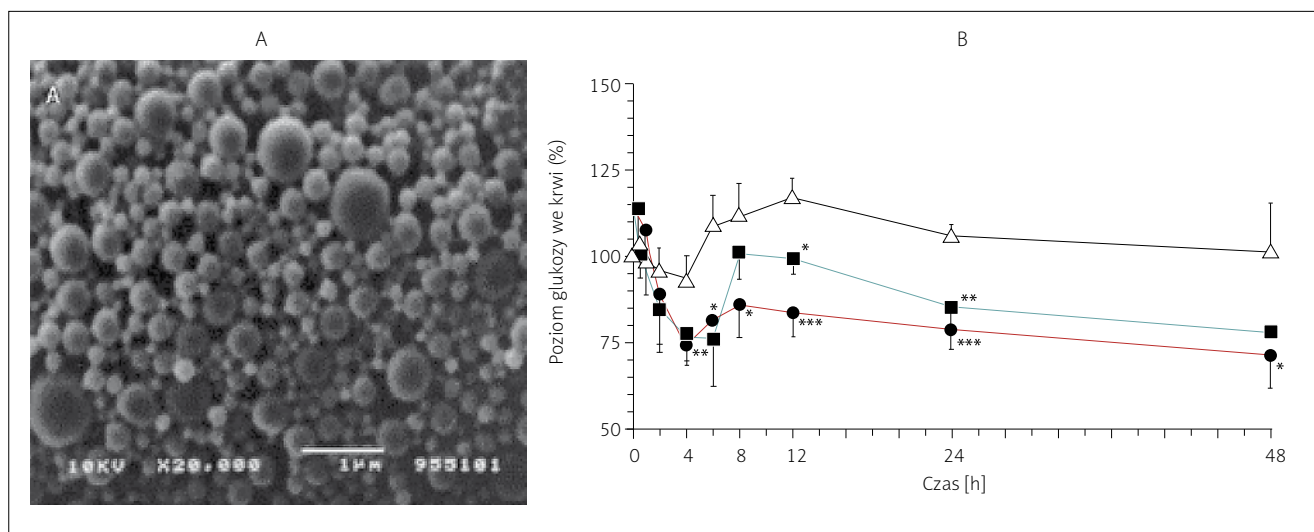 A
B
A
10KV X20,000 1µm 955101
Poziom glukozy we krwi (%)
150
125
100
75
50
*
*
*
**
***
**
***
*
0 4 8 12 24 48
Czas [h]